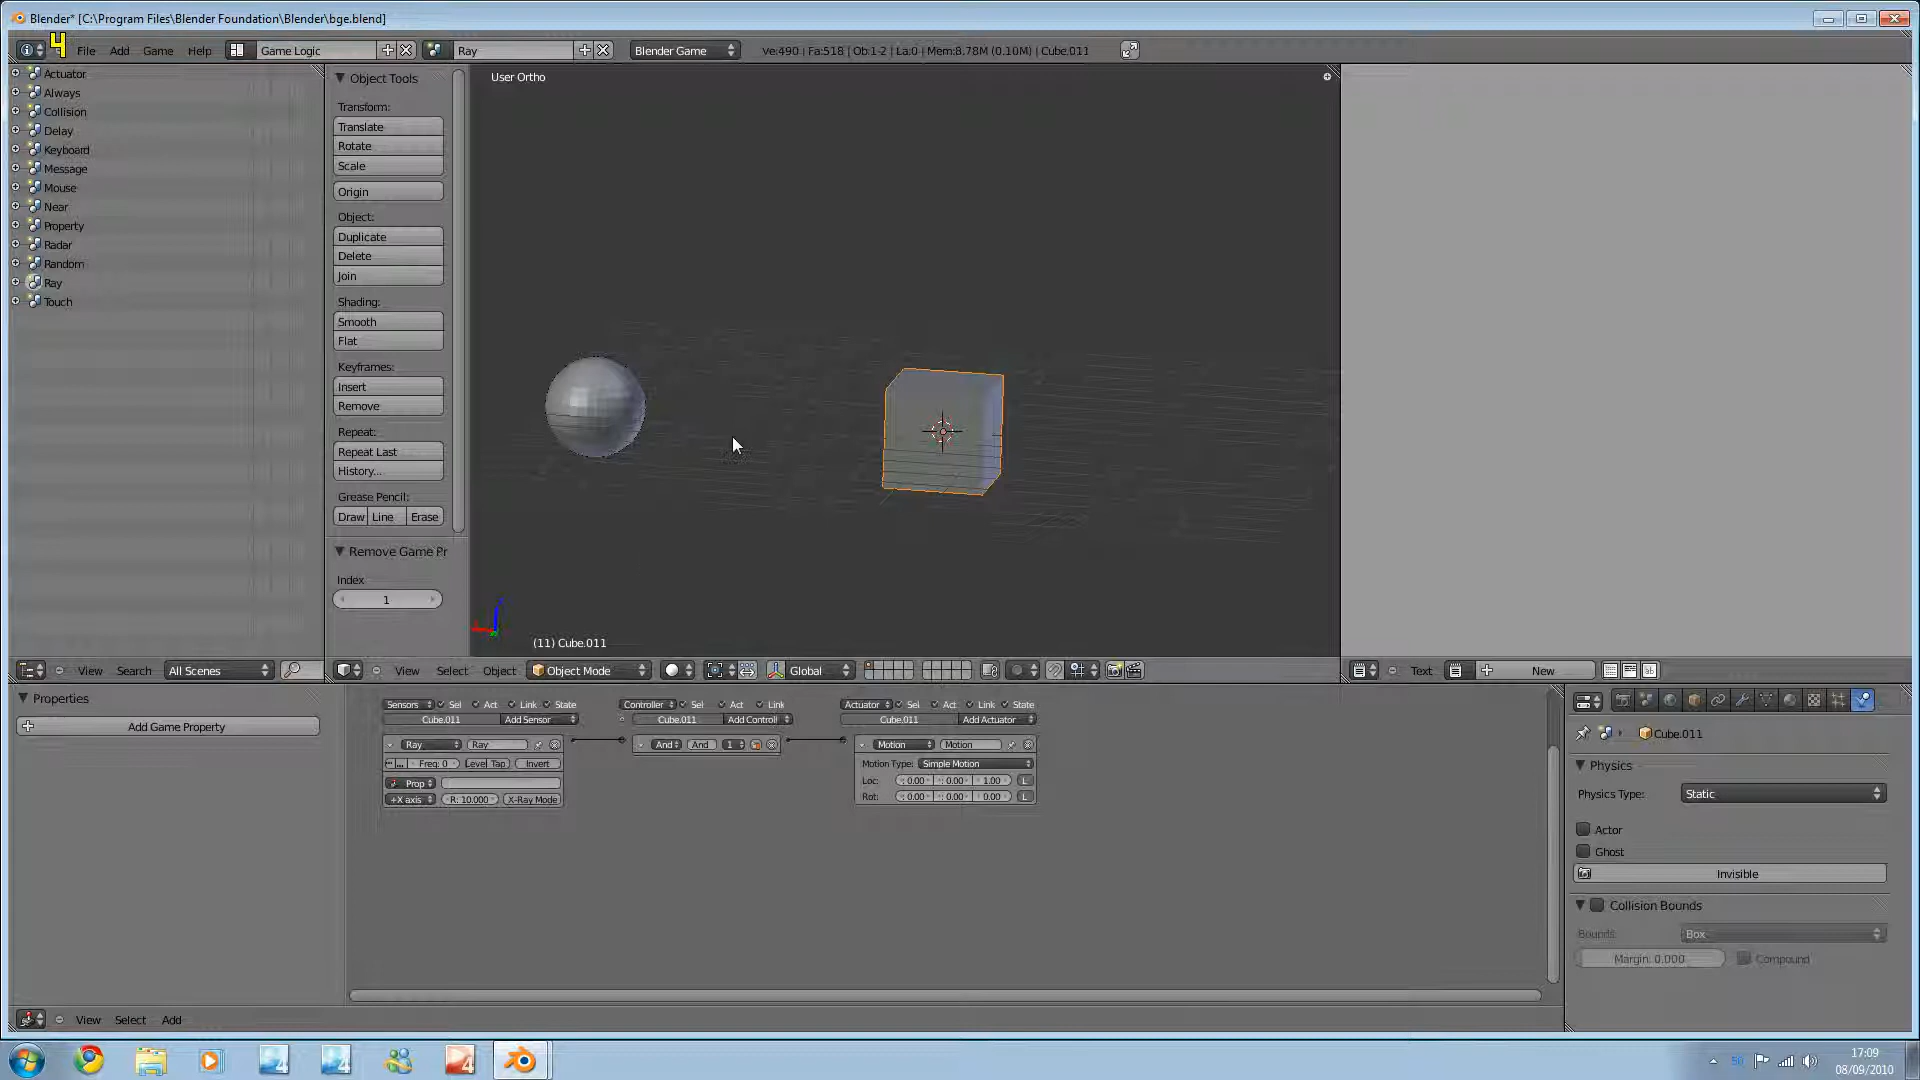 Blender* [C:\Program Files\Blender Foundation\Blender\bge.blend]
4 File Add Game Help Game Logic Ray Blender Game Ve:490 | Fa:518 | Ob:1-2 | La:0 | Mem:8.78M (0.10M) | Cube.011
Actuator
Always
Collision
Delay
Keyboard
Message
Mouse
Near
Property
Radar
Random
Ray
Touch
Object Tools
Transform:
Translate
Rotate
Scale
Origin
Object:
Duplicate
Delete
Join
Shading:
Smooth
Flat
Keyframes:
Insert
Remove
Repeat:
Repeat Last
History...
Grease Pencil:
Draw Line Erase
Remove Game Pr
Index
1
User Ortho
(11) Cube.011
View Search All Scenes
View Select Object Object Mode Global
Text New
Properties
Add Game Property
Sensors Sel Act Link State
Cube.011 Add Sensor
Ray Ray
Freq: 0 Level Tap Invert
Prop
+X axis R: 10.000 X-Ray Mode
Controller Sel Act Link
Cube.011 Add Controll
And And 1
Actuator Sel Act Link State
Cube.011 Add Actuator
Motion Motion
Motion Type: Simple Motion
Loc: : 0.00 : 0.00 1.00 L
Rot: : 0.00 : 0.00 0.00 L
Cube.011
Physics
Physics Type: Static
Actor
Ghost
Invisible
Collision Bounds
Bounds: Box
Margin: 0.000 Compound
View Select Add
50
17:09
08/09/2010